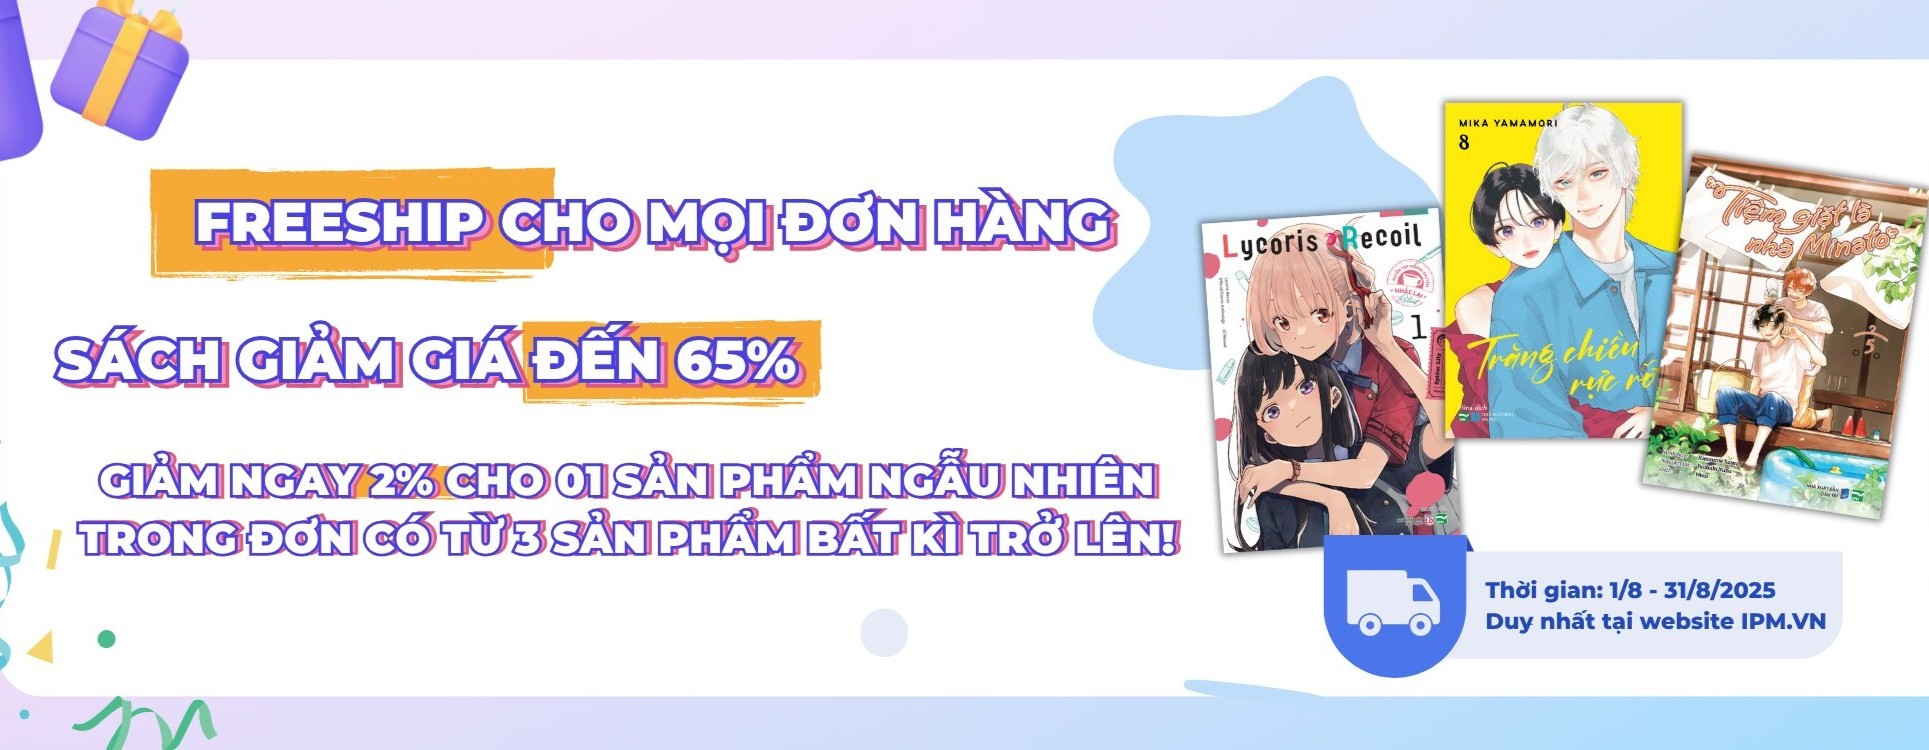 FREESHIP CHO MỌI ĐƠN HÀNG
SÁCH GIẢM GIÁ ĐẾN 65%
GIẢM NGAY 2% CHO 01 SẢN PHẨM NGẪU NHIÊN
TRONG ĐƠN CÓ TỪ 3 SẢN PHẨM BẤT KÌ TRỞ LÊN!
Lycoris Recoil
NHẮC LẠI
1
MIKA YAMAMORI
8
Trăng chiều
rực rỡ
Tiệm giặt là
nhà Minato
Thời gian: 1/8 - 31/8/2025
Duy nhất tại website IPM.VN